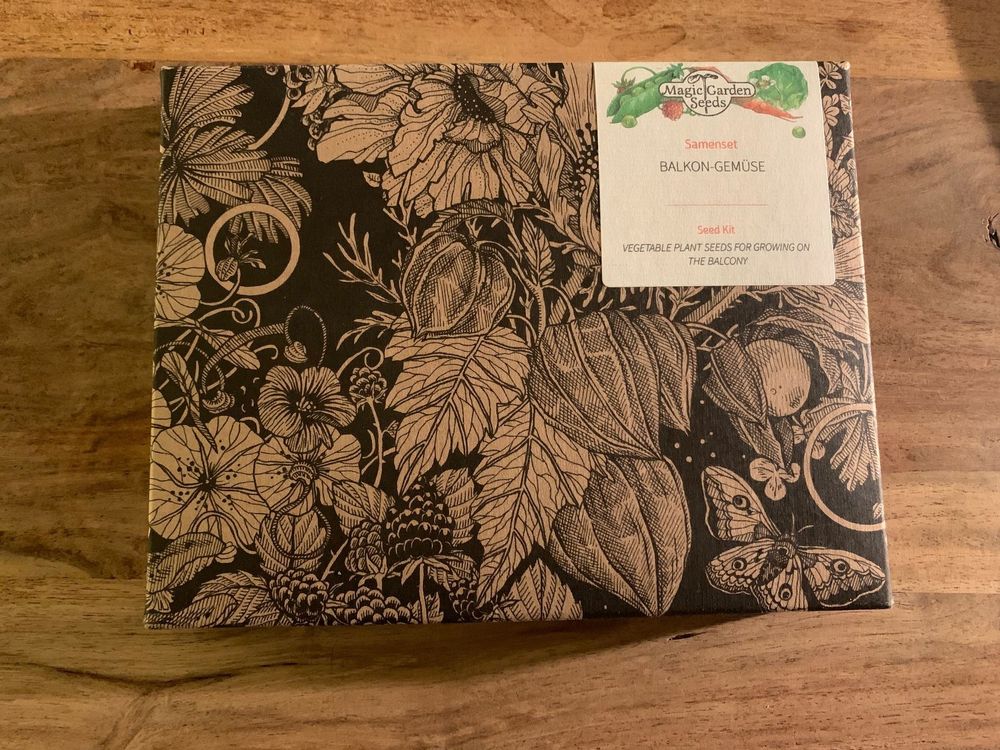 Magic Garden
Seeds
Samenset
BALKON-GEMÜSE
Seed Kit
VEGETABLE PLANT SEEDS FOR GROWING ON
THE BALCONY